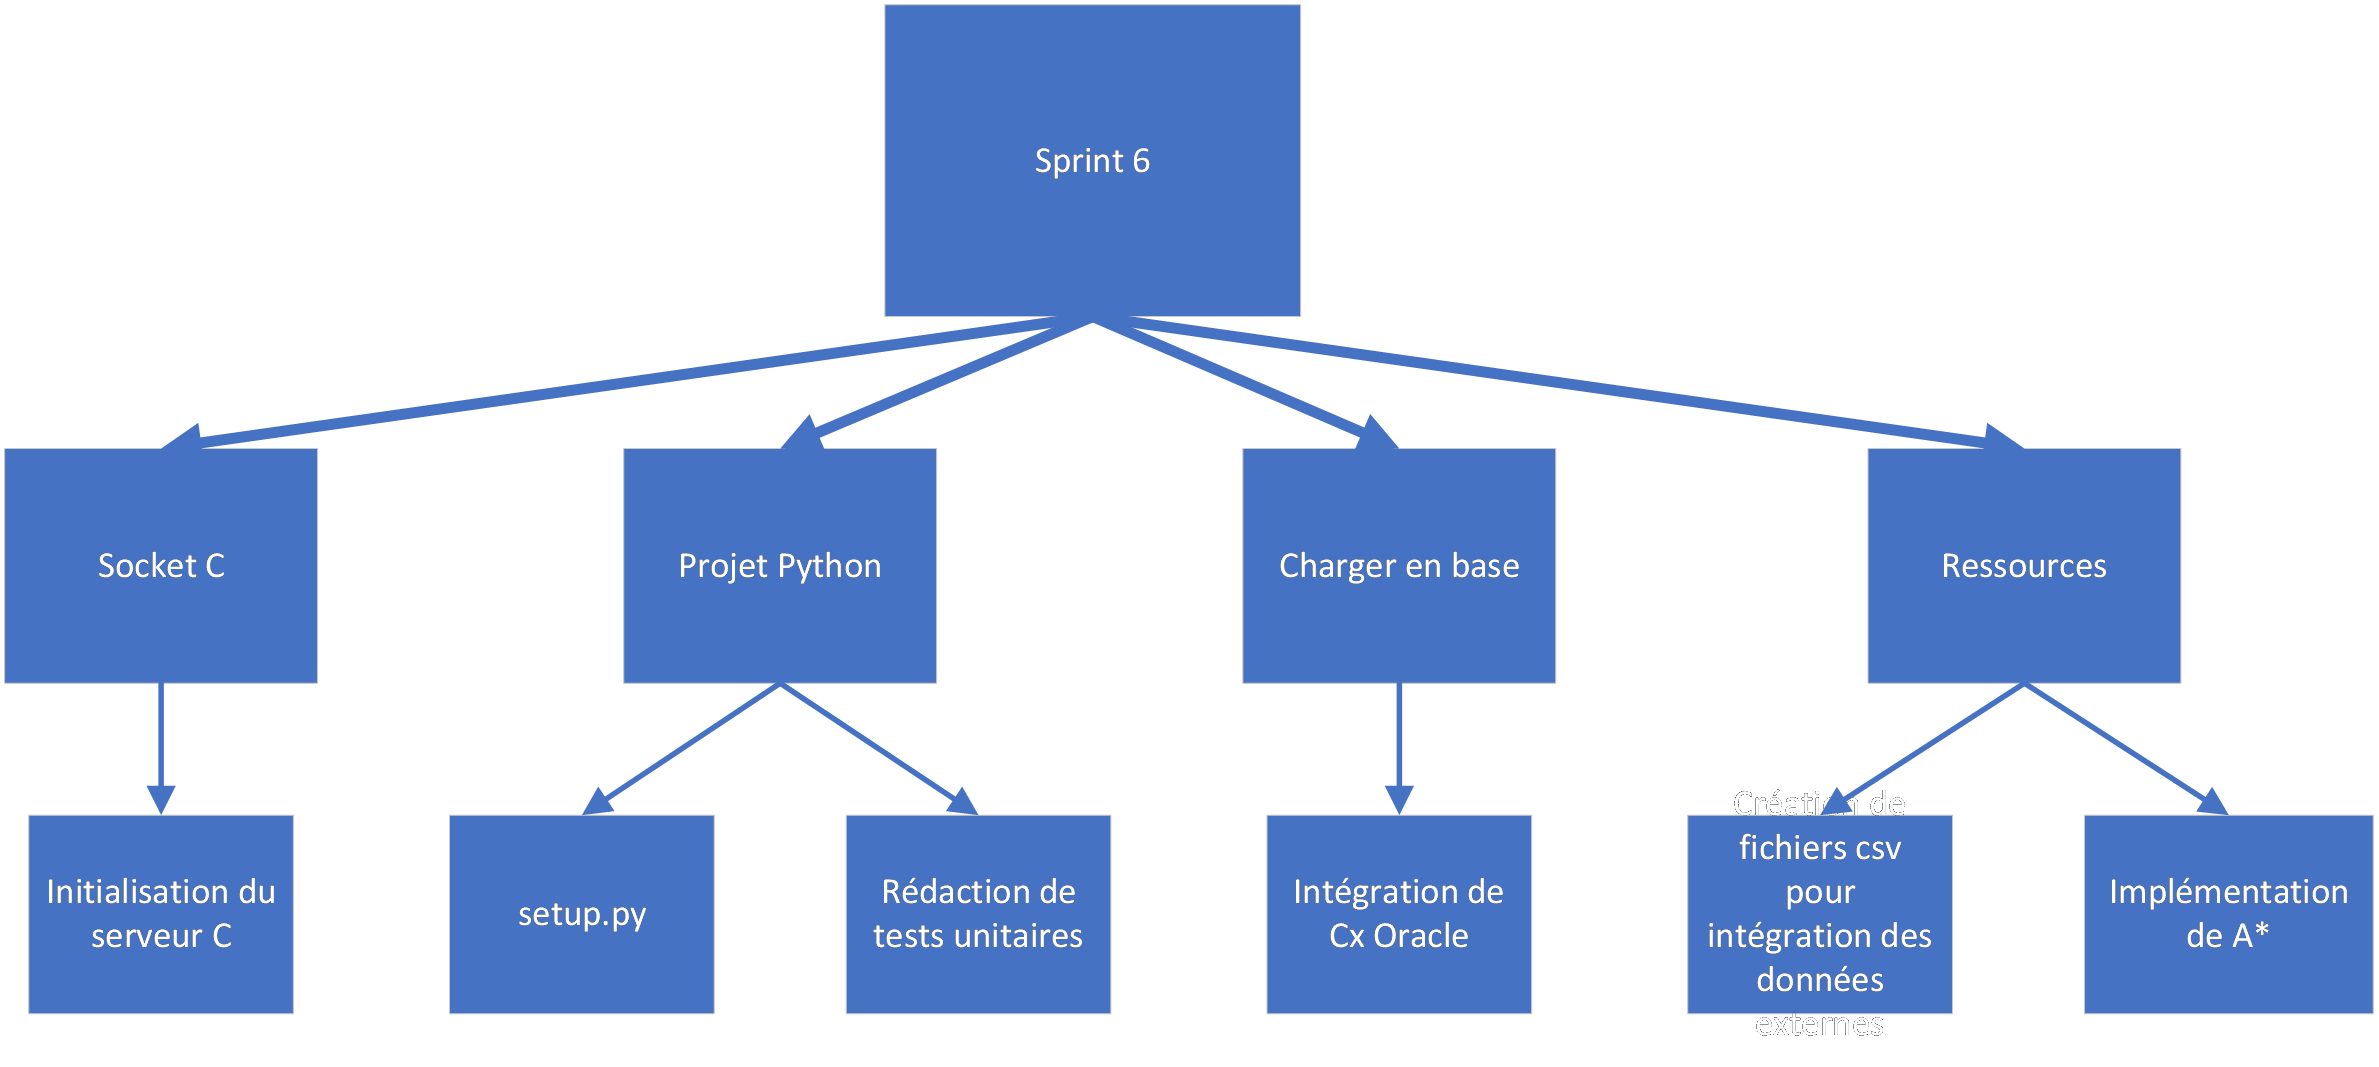 Sprint 6
Socket C
Projet Python
Charger en base
Ressources
Initialisation du
serveur C
setup.py
Rédaction de
tests unitaires
Intégration de
Cx Oracle
Création de
fichiers csv
pour
intégration des
données
externes
Implémentation
de A*